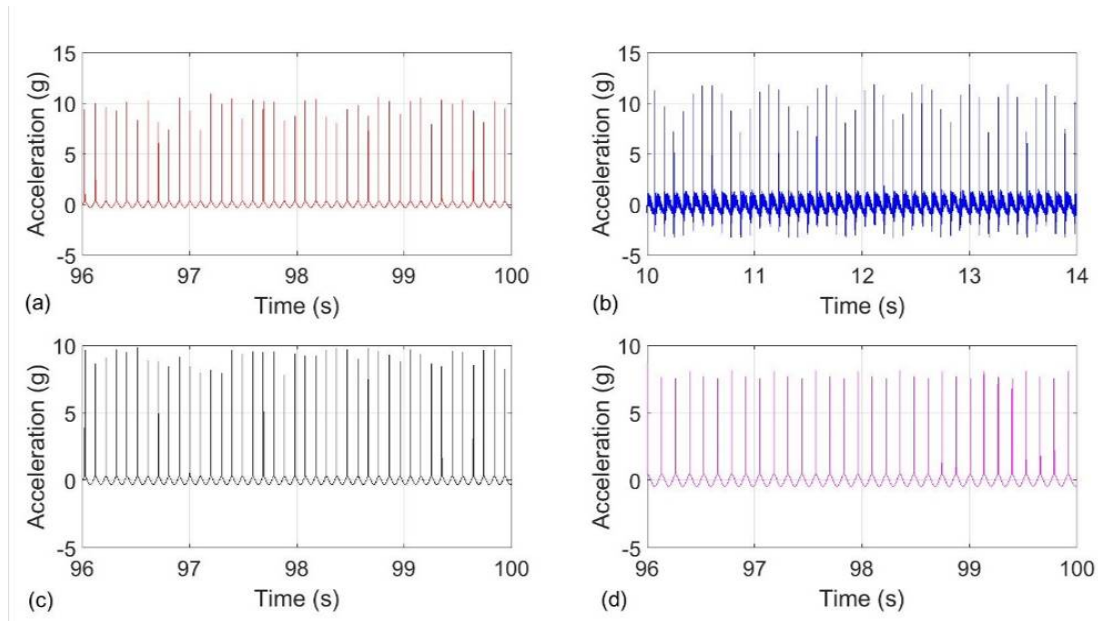 15
10
5
0
-5
Acceleration (g)
96 97 98 99 100
Time (s)
(a)
15
10
5
0
-5
Acceleration (g)
10 11 12 13 14
Time (s)
(b)
10
5
0
-5
Acceleration (g)
96 97 98 99 100
Time (s)
(c)
10
5
0
-5
Acceleration (g)
96 97 98 99 100
Time (s)
(d)